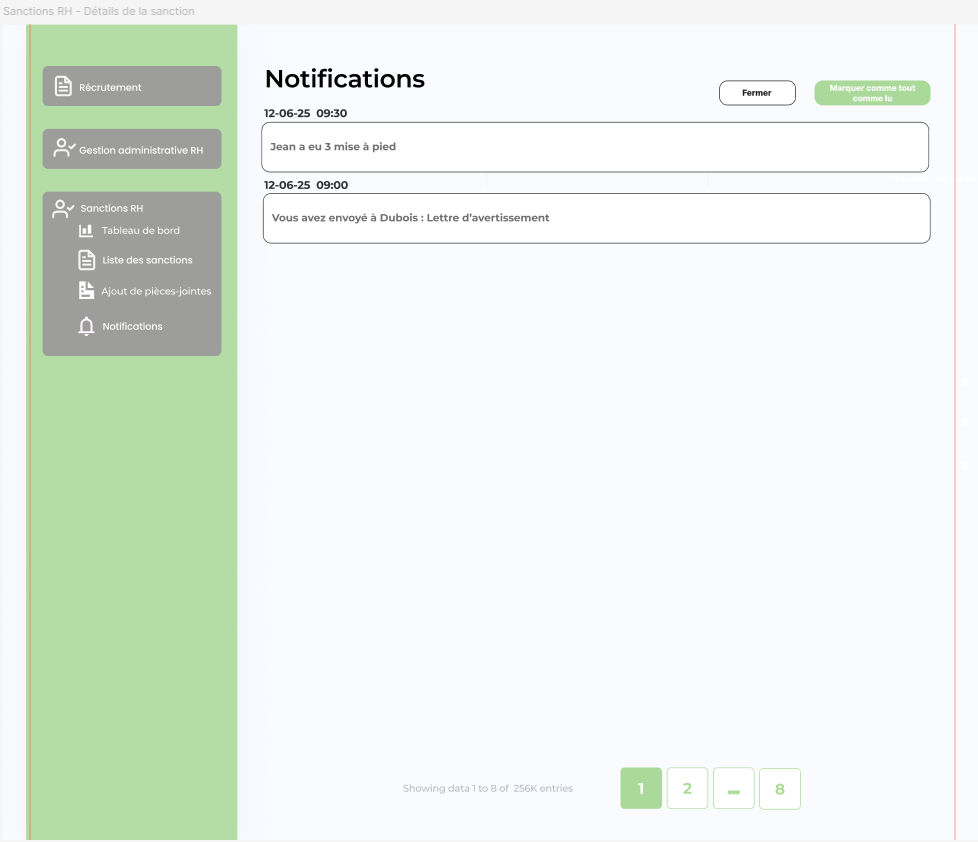 Sanctions RH - Détails de la sanction
Récrutement
Gestion administrative RH
Sanctions RH
Tableau de bord
Liste des sanctions
Ajout de pièces-jointes
Notifications
Notifications
Fermer
Marquer comme tout
comme lu
12-06-25 09:30
Jean a eu 3 mise à pied
12-06-25 09:00
Vous avez envoyé à Dubois : Lettre d'avertissement
Showing data 1 to 8 of 256K entries
1
2
...
8